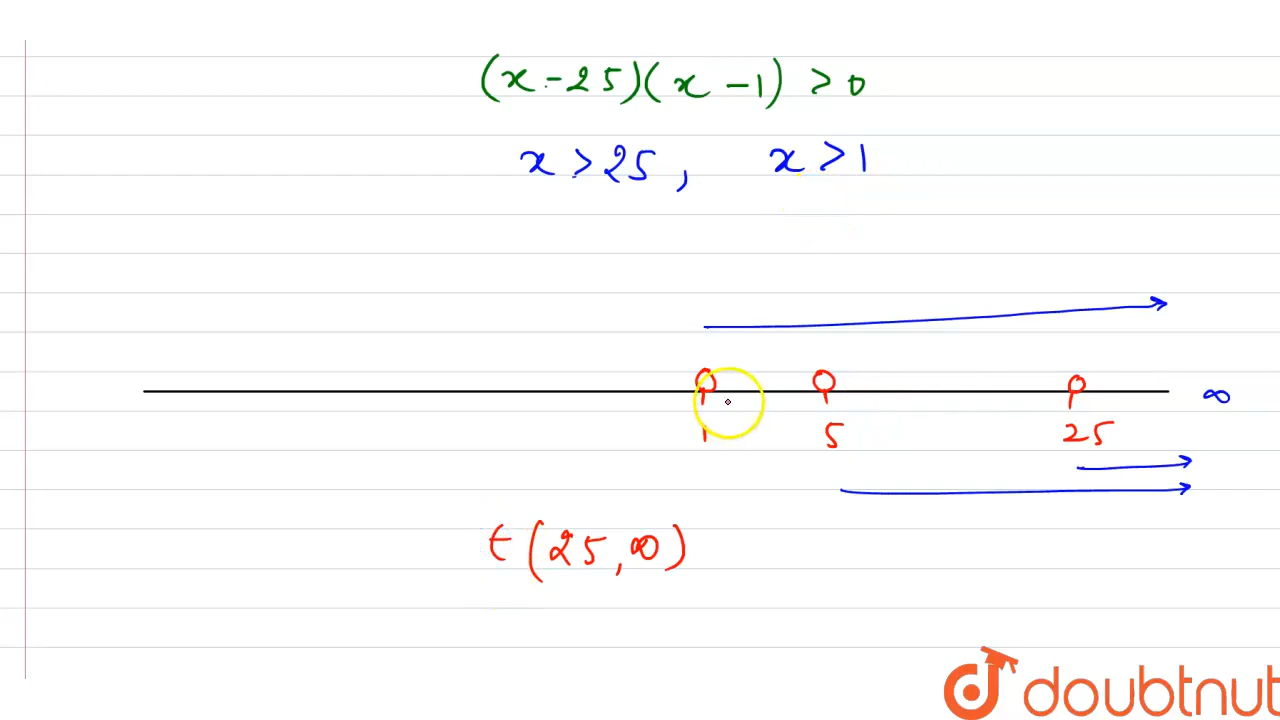 (x-25)(x-1) > 0
x > 25, x > 1
∞
1 5 25
∈ (25, ∞)
doubtnut